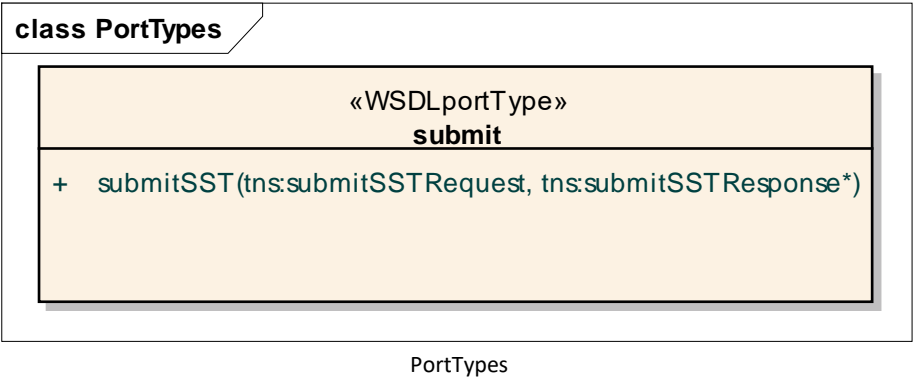 class PortTypes
«WSDLportType»
submit
+ submitSST(tns:submitSSTRequest, tns:submitSSTResponse*)
PortTypes